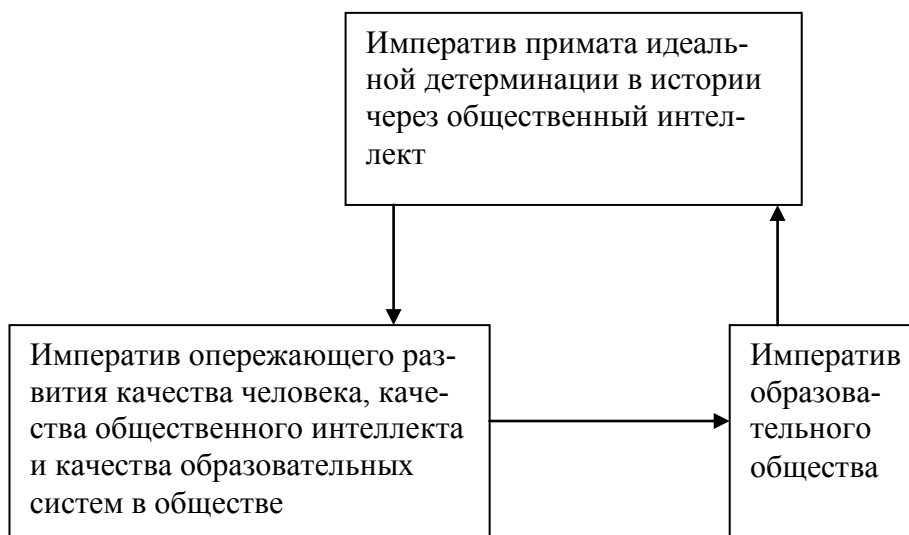 Императив примата идеаль-
ной детерминации в истории
через общественный интел-
лект
Императив опережающего раз-
вития качества человека, каче-
ства общественного интеллекта
и качества образовательных
систем в обществе
Императив
образова-
тельного
общества